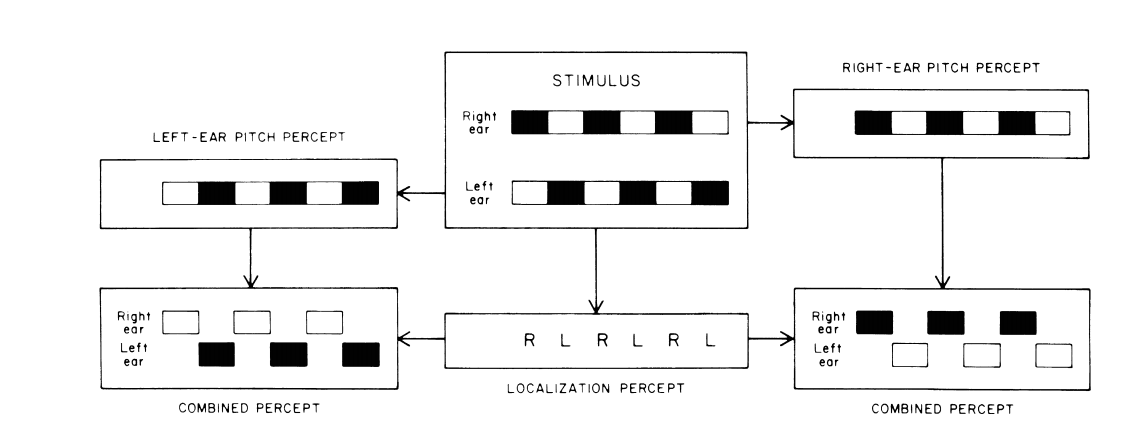 STIMULUS
Right
ear
Left
ear
RIGHT-EAR PITCH PERCEPT
LEFT-EAR PITCH PERCEPT
Right
ear
Left
ear
COMBINED PERCEPT
R L R L R L
LOCALIZATION PERCEPT
Right
ear
Left
ear
COMBINED PERCEPT